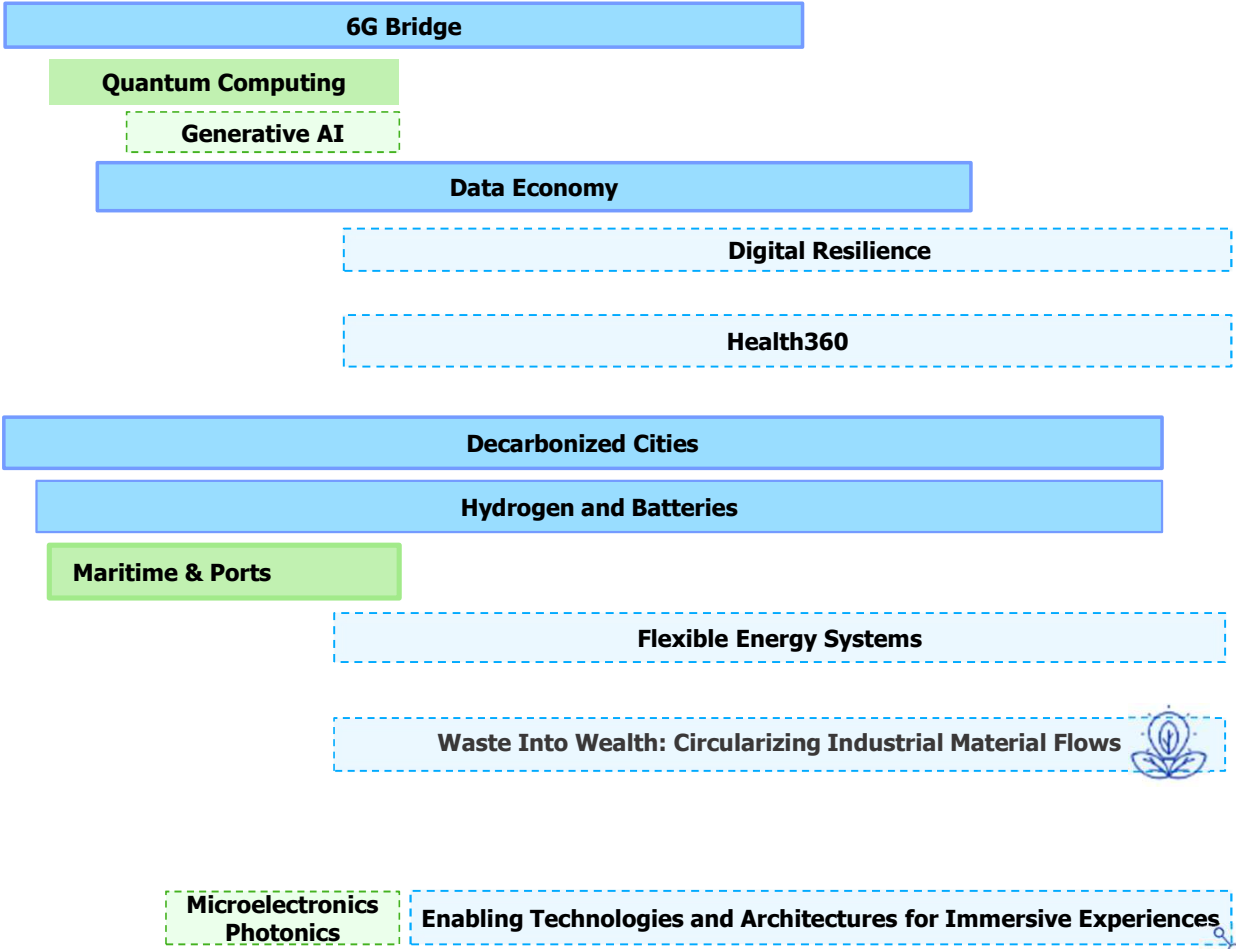 6G Bridge
Quantum Computing
Generative AI
Data Economy
Digital Resilience
Health360
Decarbonized Cities
Hydrogen and Batteries
Maritime & Ports
Flexible Energy Systems
Waste Into Wealth: Circularizing Industrial Material Flows
Microelectronics
Photonics
Enabling Technologies and Architectures for Immersive Experiences